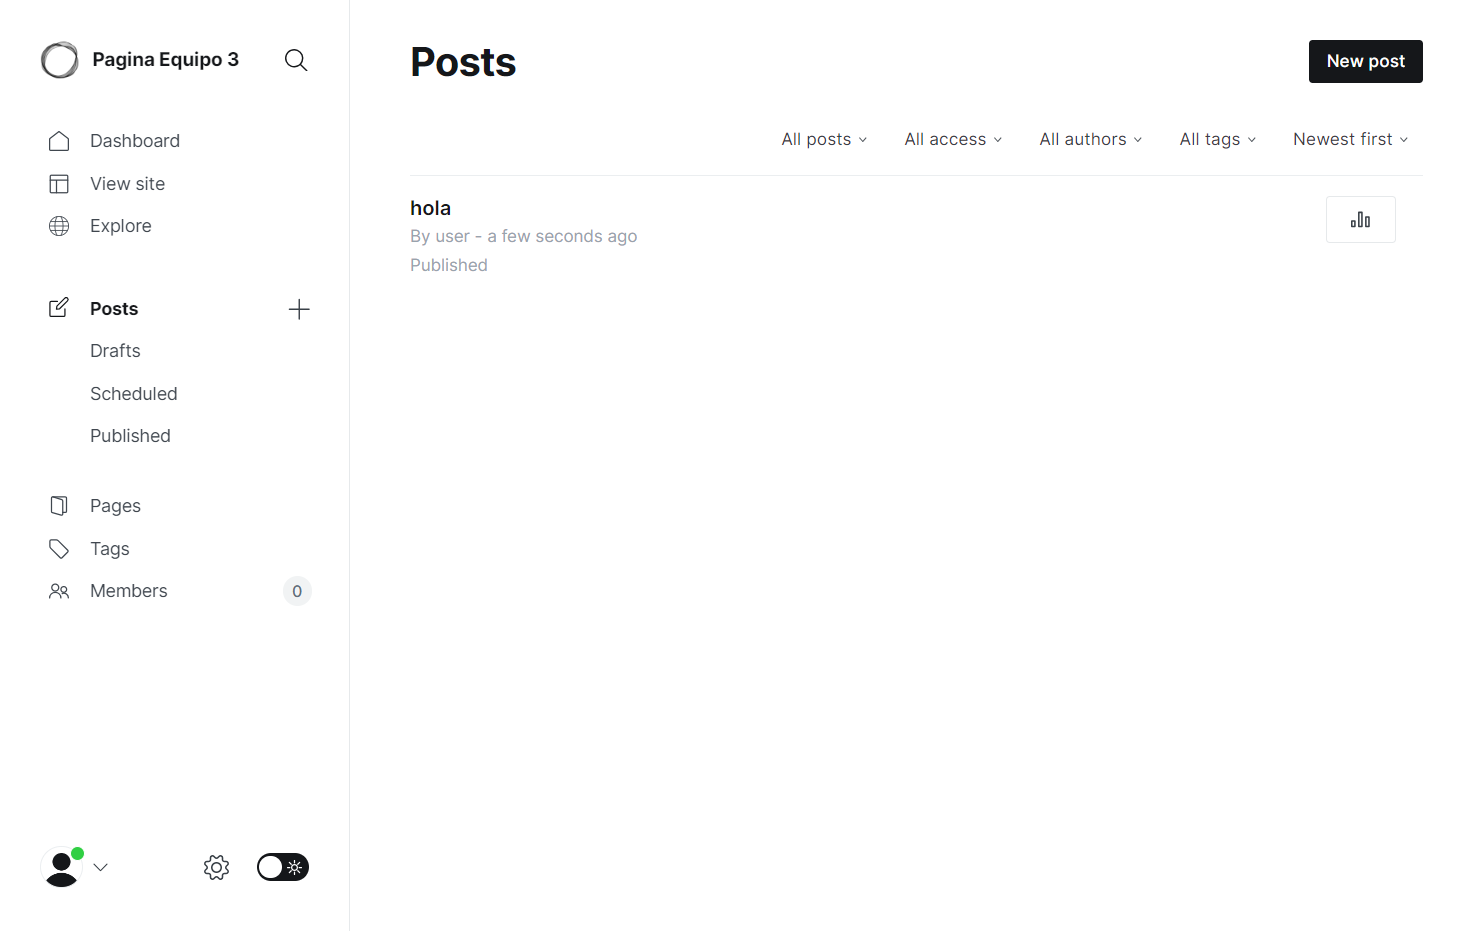 Pagina Equipo 3
Dashboard
View site
Explore
Posts
Drafts
Scheduled
Published
Pages
Tags
Members 0
Posts
New post
All posts All access All authors All tags Newest first
hola
By user - a few seconds ago
Published